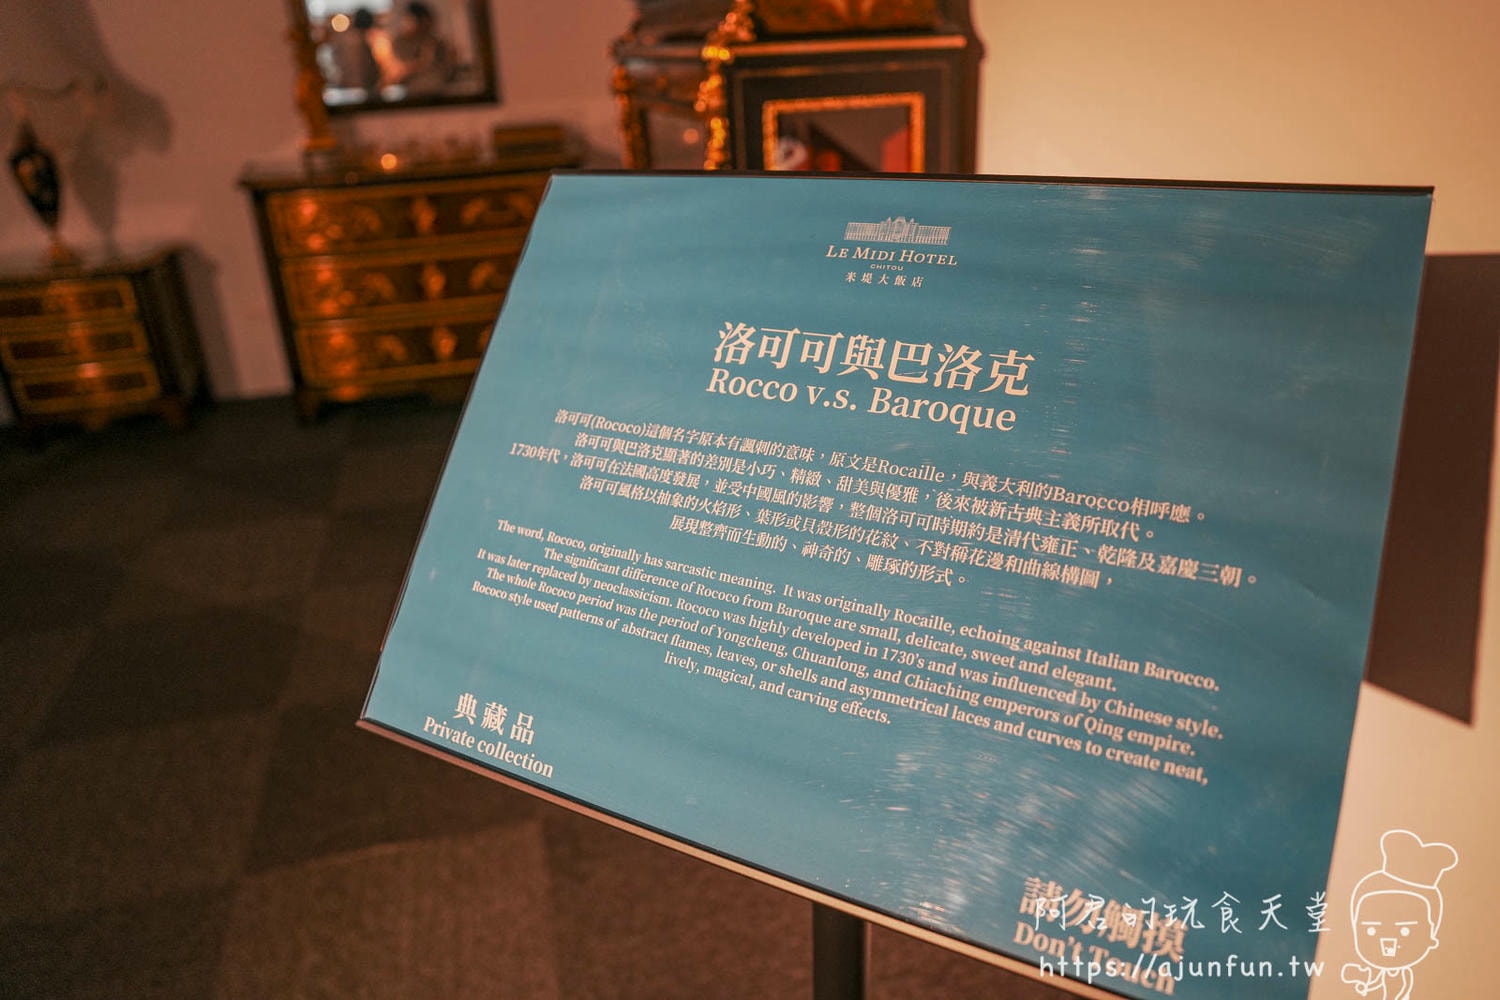 LE MIDI HOTEL
CHITOU
米堤大飯店
洛可可與巴洛克
Rocco v.s. Baroque
洛可可(Rococo)這個名字原本有諷刺的意味，原文是Rocaille，與義大利的Barocco相呼應。
洛可可與巴洛克顯著的差別是小巧、精緻、甜美與優雅，後來被新古典主義所取代。
1730年代，洛可可在法國高度發展，並受中國風的影響，整個洛可可時期約是清代雍正、乾隆及嘉慶三朝。
洛可可風格以抽象的火焰形、葉形或貝殼形的花紋、不對稱花邊和曲線構圖，
展現整齊而生動的、神奇的、雕琢的形式。
The word, Rococo, originally has sarcastic meaning. It was originally Rocaille, echoing against Italian Barocco.
The significant difference of Rococo from Baroque are small, delicate, sweet and elegant.
It was later replaced by neoclassicism. Rococo was highly developed in 1730's and was influenced by Chinese style.
The whole Rococo period was the period of Yongcheng, Chuanlong, and Chiaching emperors of Qing empire.
Rococo style used patterns of abstract flames, leaves, or shells and asymmetrical laces and curves to create neat,
lively, magical, and carving effects.
典藏品
Private collection
請勿觸摸
Don't Touch
阿君的玩食天堂
https://ajunfun.tw